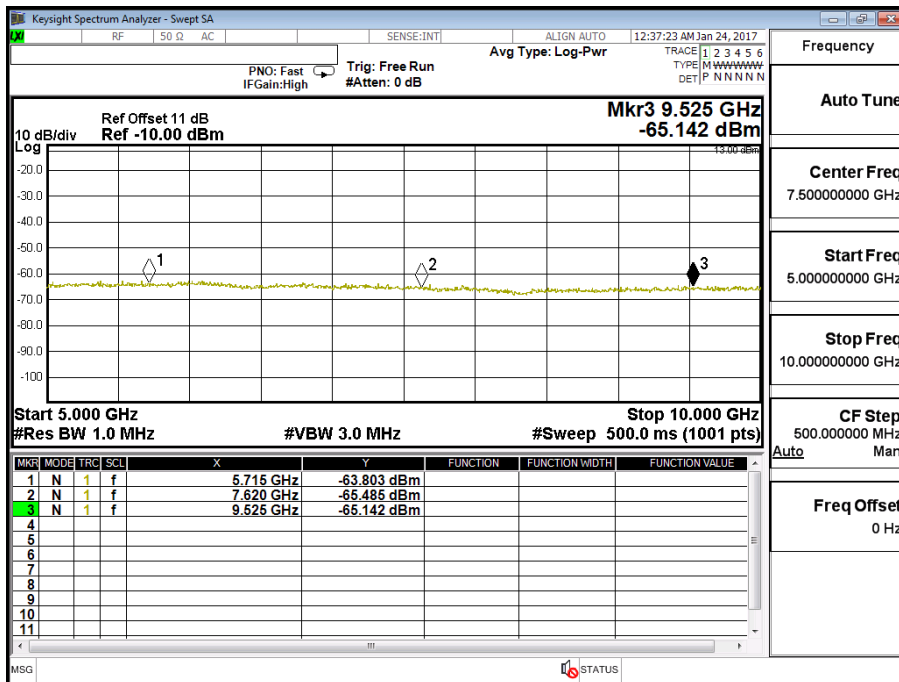 Keysight Spectrum Analyzer - Swept SA
LXI RF 50 Ω AC SENSE:INT ALIGN AUTO 12:37:23 AM Jan 24, 2017
Avg Type: Log-Pwr
TRACE 1 2 3 4 5 6
TYPE M W W W W W
DET P N N N N N
PNO: Fast
IFGain:High
Trig: Free Run
#Atten: 0 dB
Mkr3 9.525 GHz
-65.142 dBm
Ref Offset 11 dB
Ref -10.00 dBm
10 dB/div
Log
13.00 dBm
-20.0
-30.0
-40.0
-50.0
-60.0
-70.0
-80.0
-90.0
-100
1
2
3
Start 5.000 GHz
Stop 10.000 GHz
#Res BW 1.0 MHz
#VBW 3.0 MHz
#Sweep 500.0 ms (1001 pts)
MKR MODE TRC SCL X Y FUNCTION FUNCTION WIDTH FUNCTION VALUE
1 N 1 f 5.715 GHz -63.803 dBm
2 N 1 f 7.620 GHz -65.485 dBm
3 N 1 f 9.525 GHz -65.142 dBm
4
5
6
7
8
9
10
11
MSG
STATUS
Frequency
Auto Tune
Center Freq
7.500000000 GHz
Start Freq
5.000000000 GHz
Stop Freq
10.000000000 GHz
CF Step
500.000000 MHz
Auto Man
Freq Offset
0 Hz